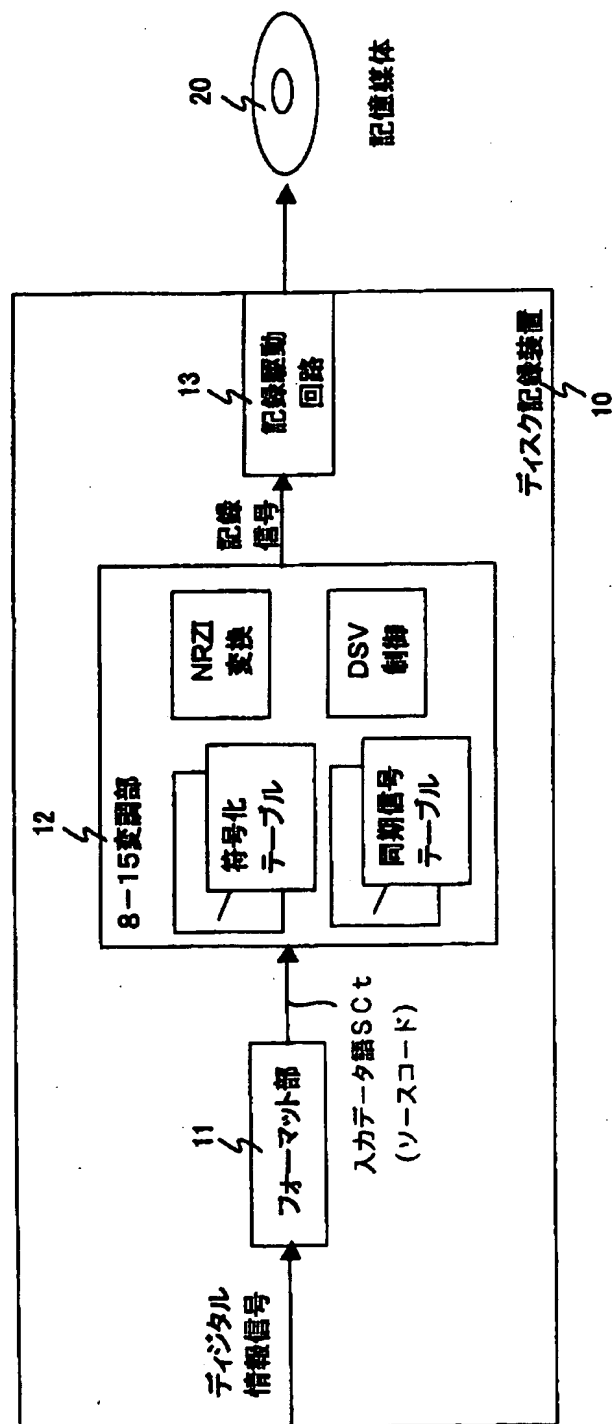 ディジタル
情報信号
11
フォーマット部
入力データ語SCt
(ソースコード)
12
8-15変調部
符号化
テーブル
同期信号
テーブル
NRZI
変換
DSV
制御
記録
信号
13
記録駆動
回路
ディスク記録装置
10
20
記憶媒体